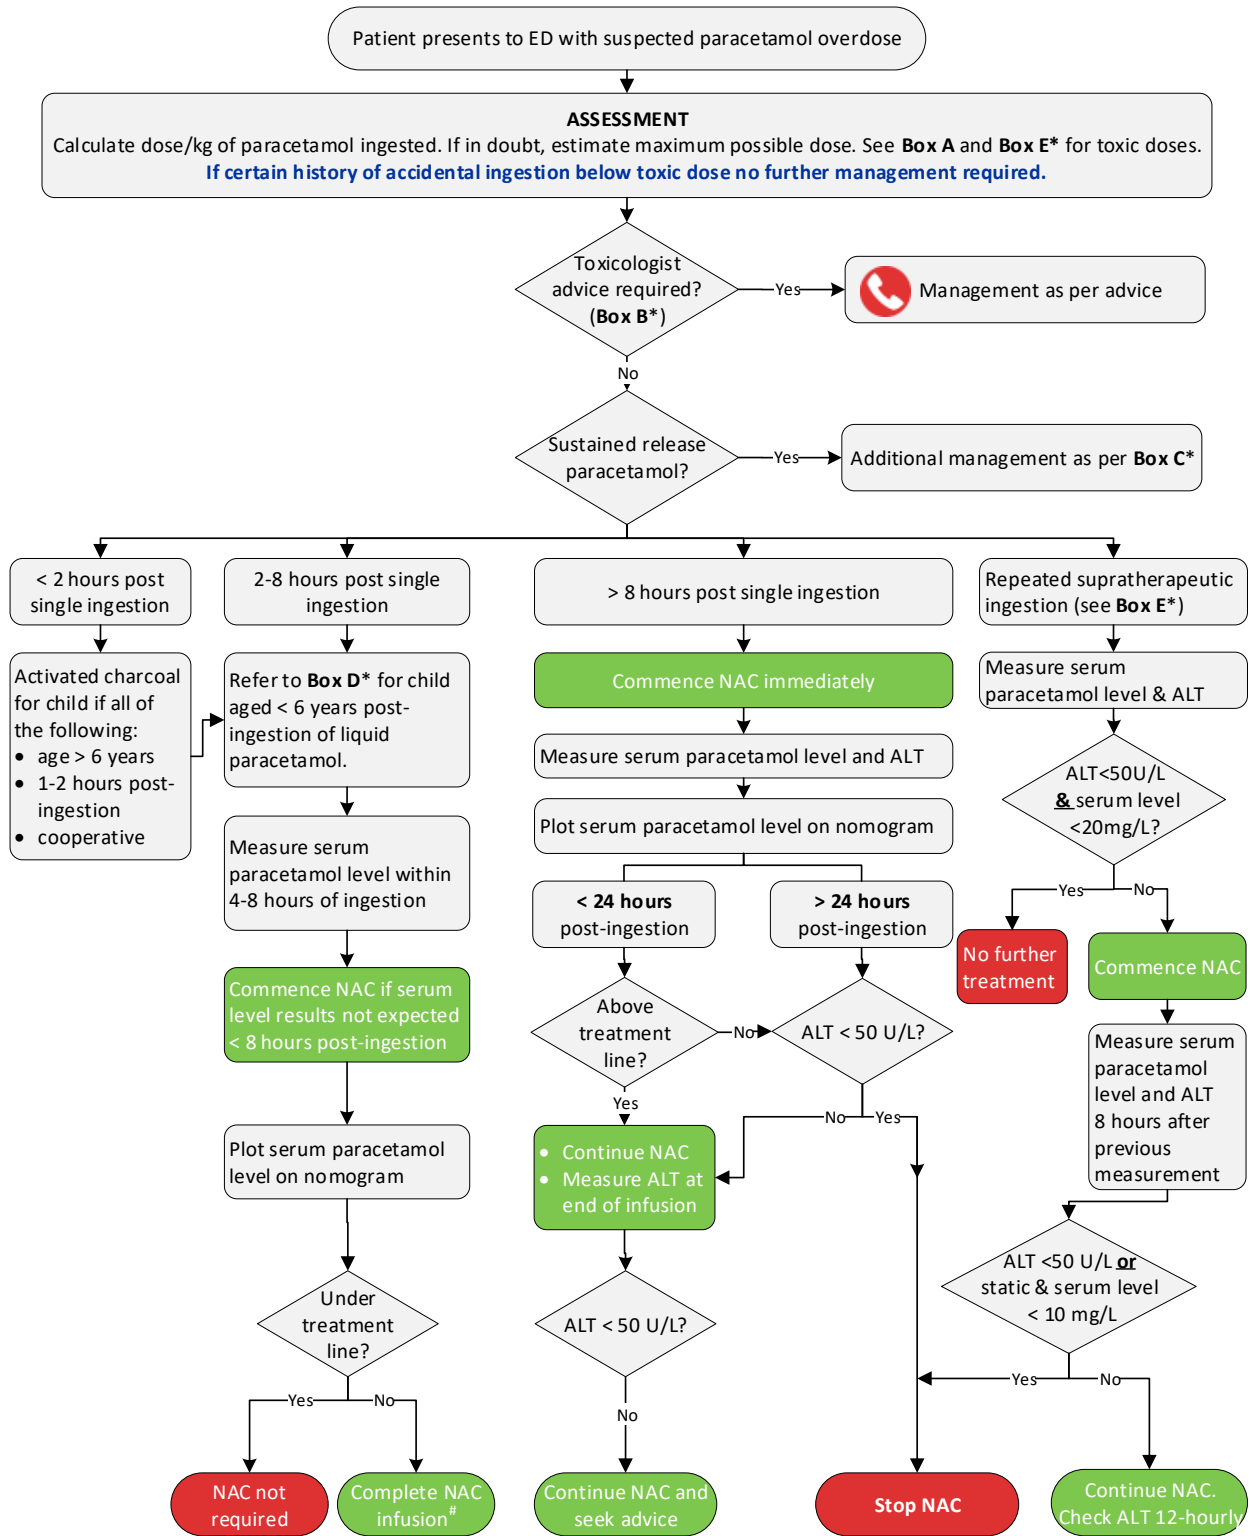 Patient presents to ED with suspected paracetamol overdose
ASSESSMENT
Calculate dose/kg of paracetamol ingested. If in doubt, estimate maximum possible dose. See Box A and Box E* for toxic doses.
If certain history of accidental ingestion below toxic dose no further management required.
Toxicologist
advice required?
(Box B*)
Yes
Management as per advice
No
Sustained release
paracetamol?
Yes
Additional management as per Box C*
< 2 hours post
single ingestion
Activated charcoal
for child if all of
the following:
• age > 6 years
• 1-2 hours post-
ingestion
• cooperative
2-8 hours post single
ingestion
Refer to Box D* for child
aged < 6 years post-
ingestion of liquid
paracetamol.
Measure serum
paracetamol level within
4-8 hours of ingestion
Commence NAC if serum
level results not expected
< 8 hours post-ingestion
Plot serum paracetamol
level on nomogram
Under
treatment
line?
Yes
No
NAC not
required
Complete NAC
infusion#
> 8 hours post single ingestion
Commence NAC immediately
Measure serum paracetamol level and ALT
Plot serum paracetamol level on nomogram
< 24 hours
post-ingestion
> 24 hours
post-ingestion
Above
treatment
line?
No
ALT < 50 U/L?
Yes
No
Yes
• Continue NAC
• Measure ALT at
end of infusion
ALT < 50 U/L?
No
Continue NAC and
seek advice
Stop NAC
Repeated supratherapeutic
ingestion (see Box E*)
Measure serum
paracetamol level & ALT
ALT<50U/L
& serum level
<20mg/L?
Yes
No
No further
treatment
Commence NAC
Measure serum
paracetamol
level and ALT
8 hours after
previous
measurement
ALT <50 U/L or
static & serum level
< 10 mg/L
Yes
No
Continue NAC.
Check ALT 12-hourly